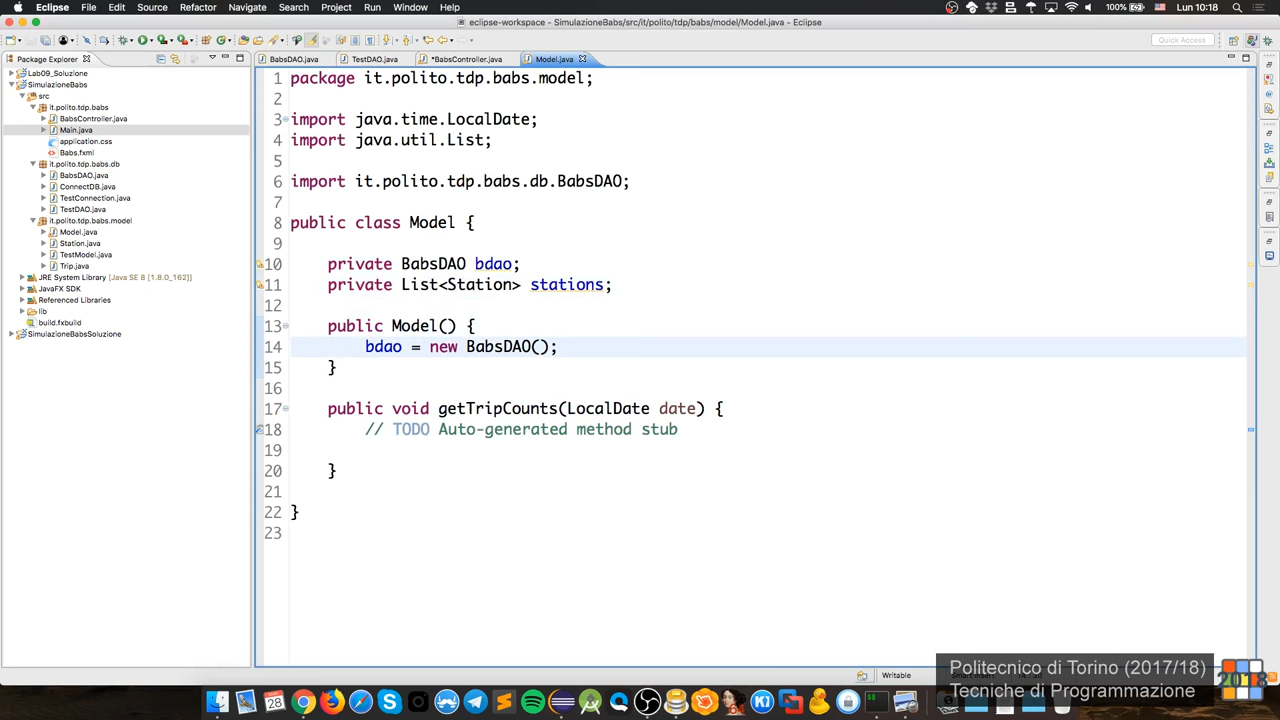 Eclipse File Edit Source Refactor Navigate Search Project Run Window Help
100% Lun 10:18
eclipse-workspace - SimulazioneBabs/src/it/polito/tdp/babs/model/Model.java - Eclipse
Quick Access
Package Explorer
BabsDAO.java TestDAO.java *BabsController.java Model.java
Lab09_Soluzione
SimulazioneBabs
src
it.polito.tdp.babs
BabsController.java
Main.java
application.css
Babs.fxml
it.polito.tdp.babs.db
BabsDAO.java
ConnectDB.java
TestConnection.java
TestDAO.java
it.polito.tdp.babs.model
Model.java
Station.java
TestModel.java
Trip.java
JRE System Library [Java SE 8 [1.8.0_162]]
JavaFX SDK
Referenced Libraries
lib
build.fxbuild
SimulazioneBabsSoluzione
1 package it.polito.tdp.babs.model;
2
3 import java.time.LocalDate;
4 import java.util.List;
5
6 import it.polito.tdp.babs.db.BabsDAO;
7
8 public class Model {
9
10 private BabsDAO bdao;
11 private List<Station> stations;
12
13 public Model() {
14 bdao = new BabsDAO();
15 }
16
17 public void getTripCounts(LocalDate date) {
18 // TODO Auto-generated method stub
19
20 }
21
22 }
23
Writable Smart Insert
Politecnico di Torino (2017/18)
Tecniche di Programmazione
2018